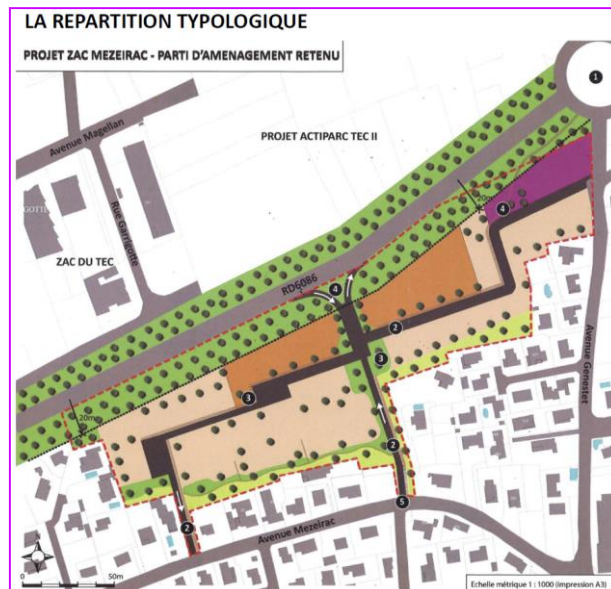 LA REPARTITION TYPOLOGIQUE
PROJET ZAC MEZEIRAC - PARTI D'AMENAGEMENT RETENU
1
Avenue Magellan
PROJET ACTIPARC TEC II
Rue Garrigotte
ZAC DU TEC
20m
4
RD6086
4
2
3
3
Avenue Genestet
20m
2
5
2
Avenue Mezeirac
N
0
50m
Echelle métrique 1 : 1000 (impression A3)